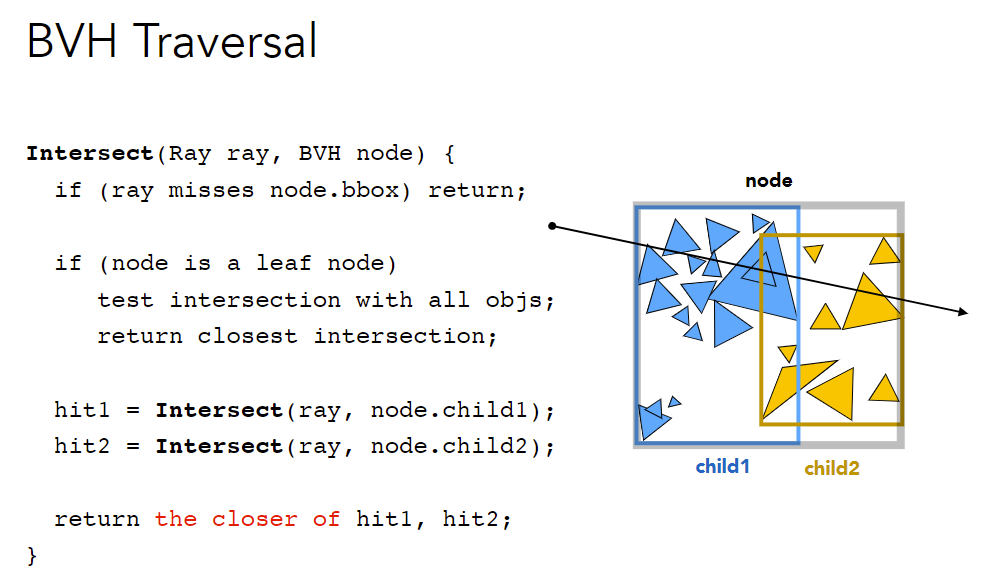 BVH Traversal
Intersect(Ray ray, BVH node) {
if (ray misses node.bbox) return;
if (node is a leaf node)
test intersection with all objs;
return closest intersection;
hit1 = Intersect(ray, node.child1);
hit2 = Intersect(ray, node.child2);
return the closer of hit1, hit2;
}
node
child1
child2